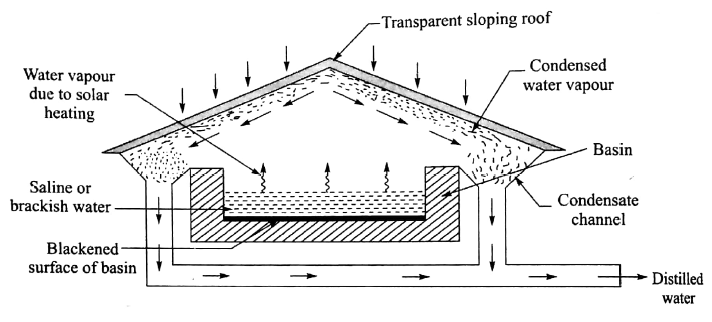 Transparent sloping roof
Water vapour
due to solar
heating
Condensed
water vapour
Basin
Saline or
brackish water
Condensate
channel
Blackened
surface of basin
Distilled
water